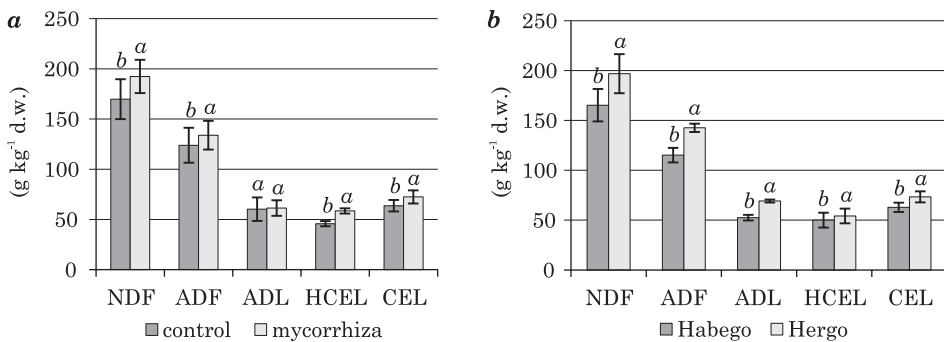 a
(g kg-1 d.w.)
250
200
150
100
50
0
b a
b a
a a
b a
b a
NDF ADF ADL HCEL CEL
control mycorrhiza
b
(g kg-1 d.w.)
250
200
150
100
50
0
b a
b a
b a
b a
b a
NDF ADF ADL HCEL CEL
Habego Hergo